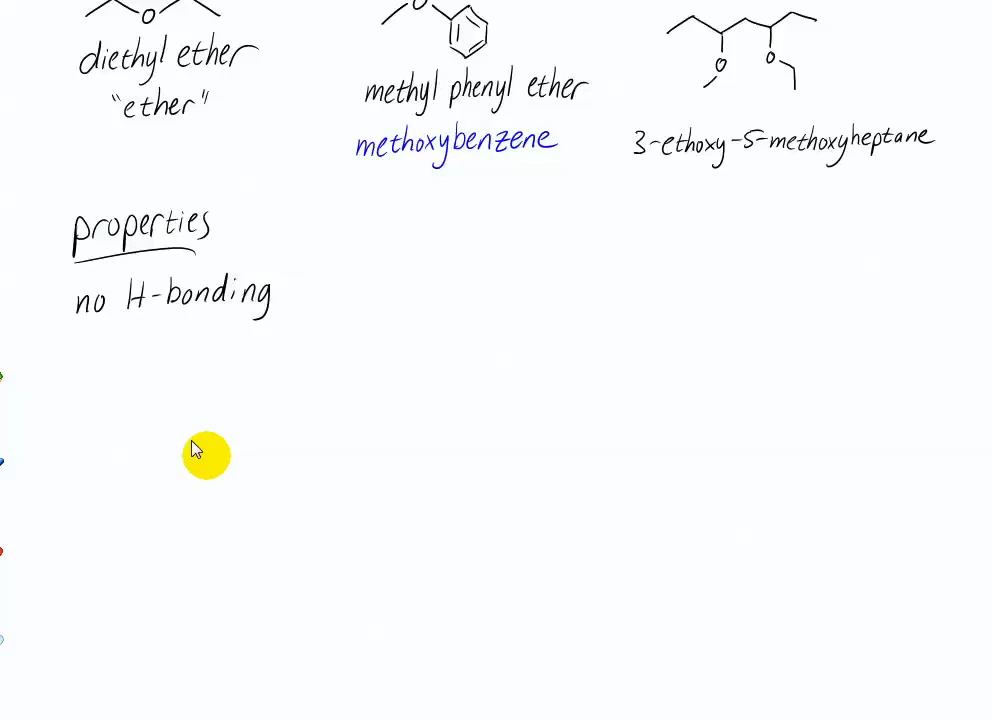 O
O
O
O
diethyl ether
"ether"
methyl phenyl ether
methoxybenzene
3-ethoxy-5-methoxyheptane
properties
no H-bonding